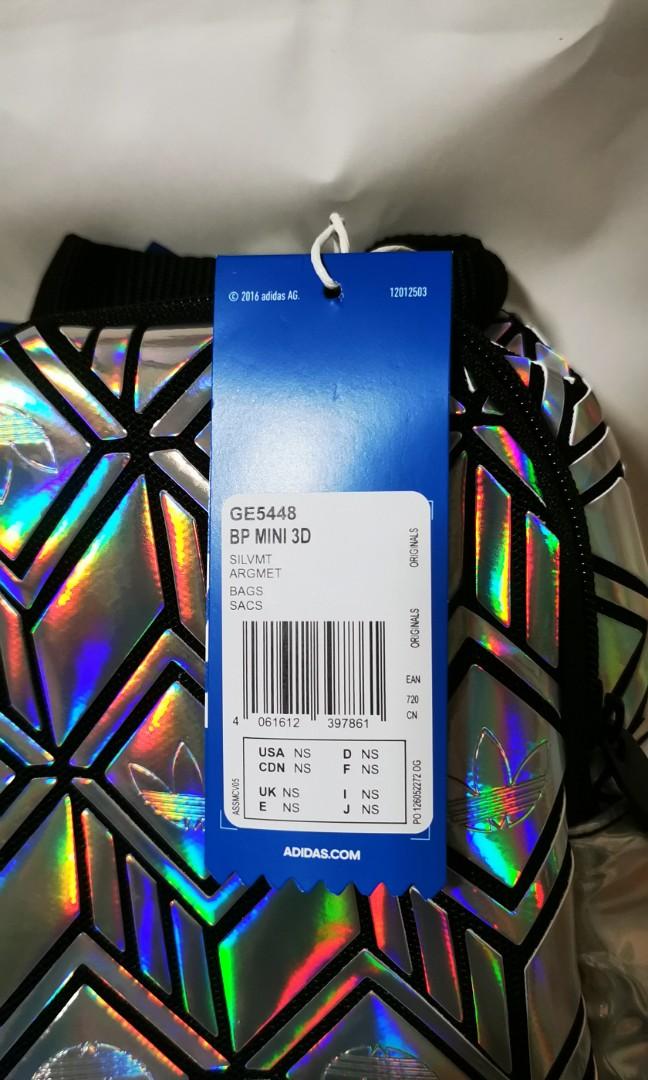 © 2016 adidas AG.
12012503
GE5448
BP MINI 3D
SILVMT
ARGMET
BAGS
SACS
ORIGINALS
ORIGINALS
EAN
720
CN
4 061612 397861
USA NS D NS
CDN NS F NS
UK NS I NS
E NS J NS
ASSMCV05
PO 126052272 OG
ADIDAS.COM